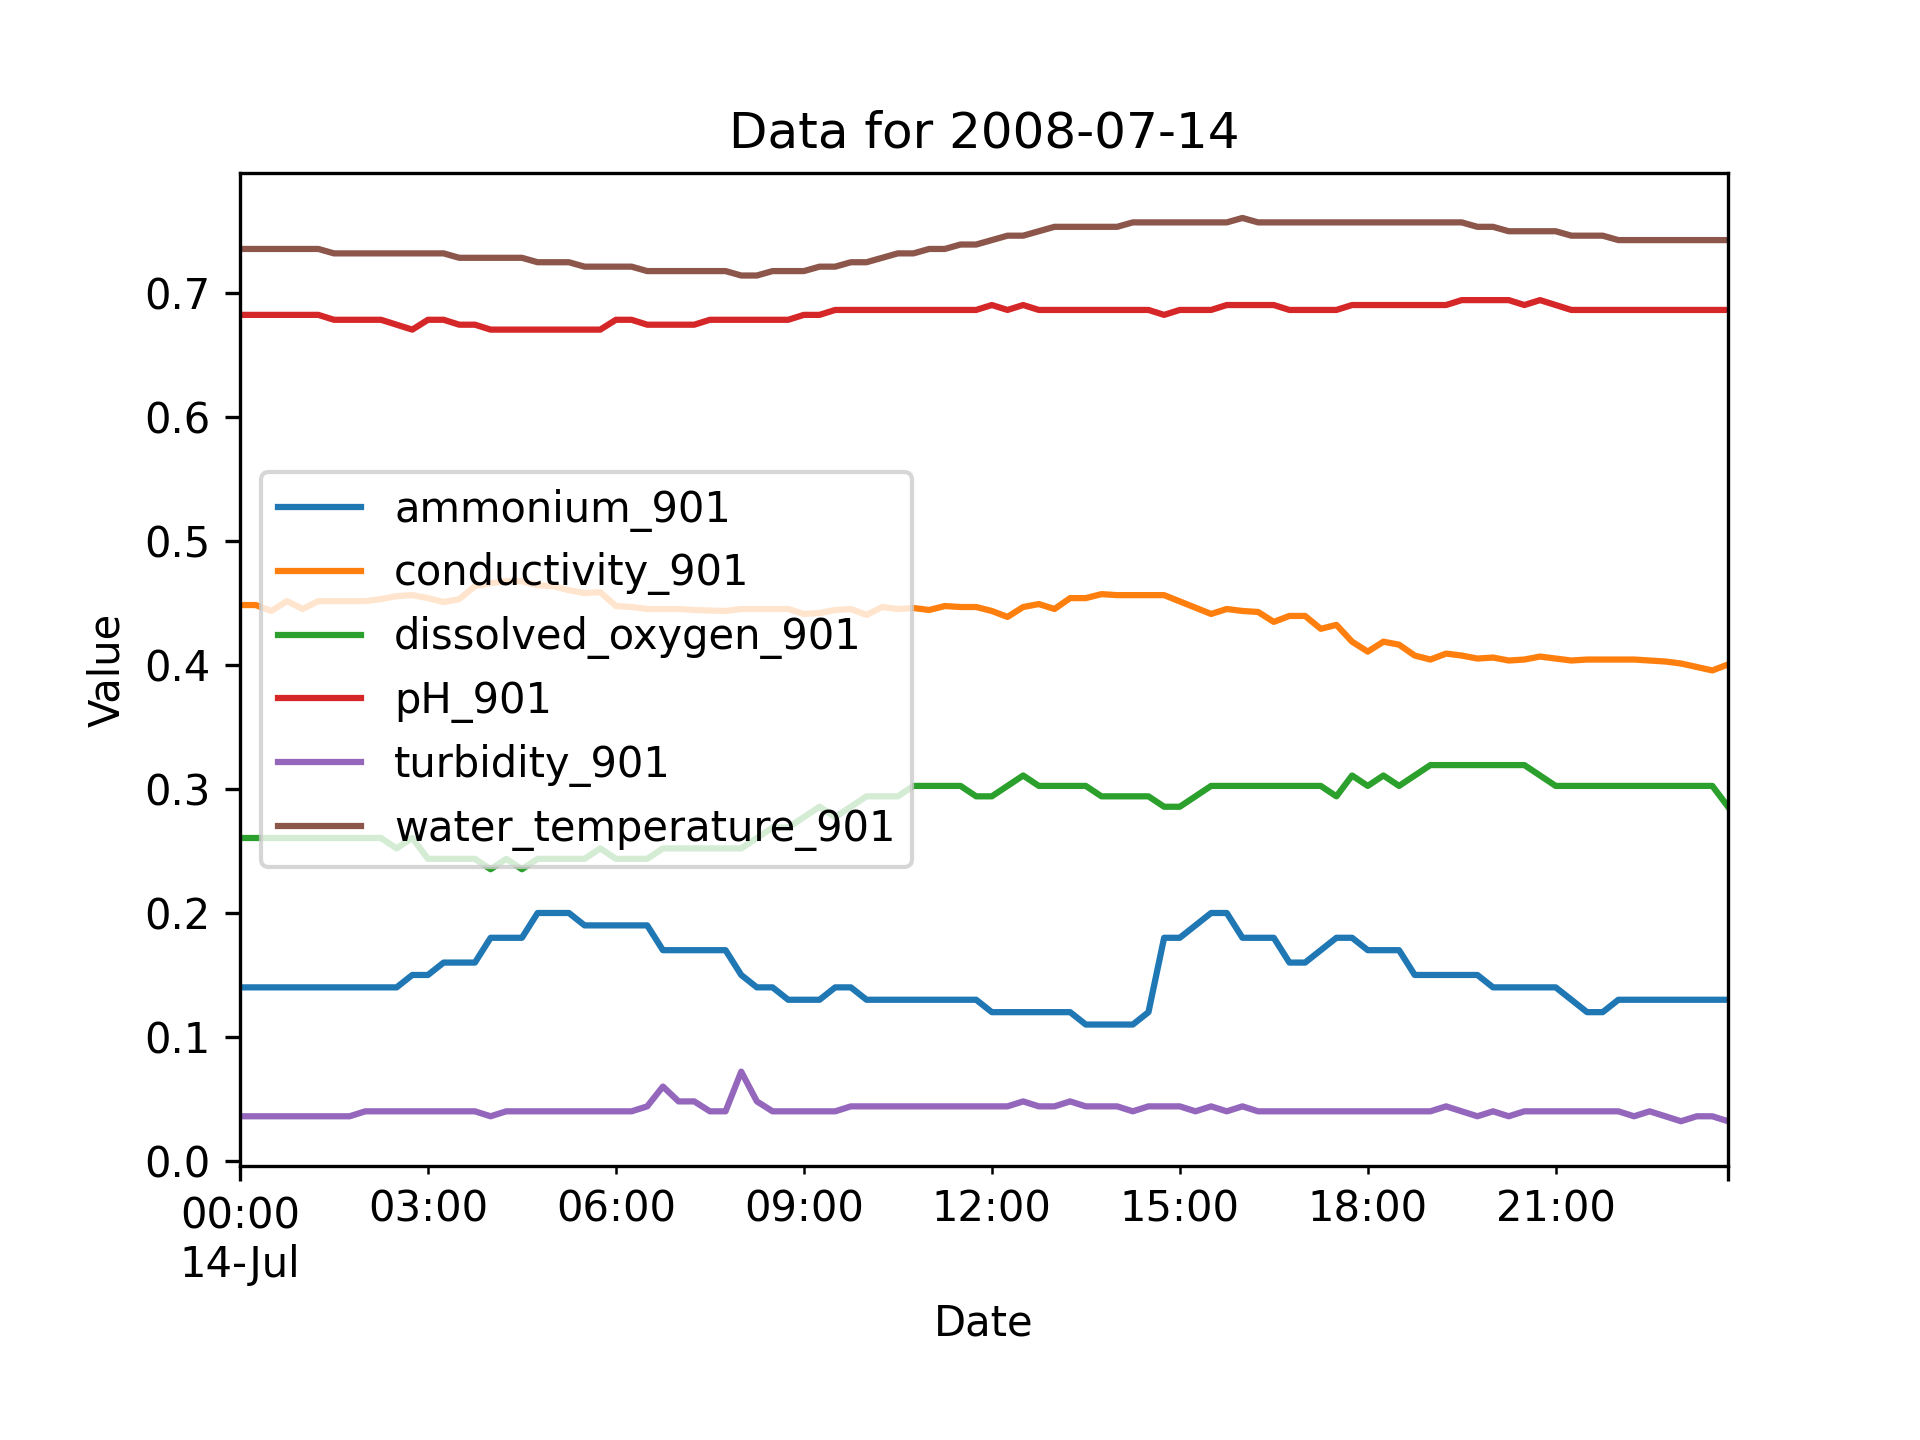 Data for 2008-07-14
Value
0.7
0.6
0.5
0.4
0.3
0.2
0.1
0.0
ammonium_901
conductivity_901
dissolved_oxygen_901
pH_901
turbidity_901
water_temperature_901
00:00 03:00 06:00 09:00 12:00 15:00 18:00 21:00
14-Jul
Date